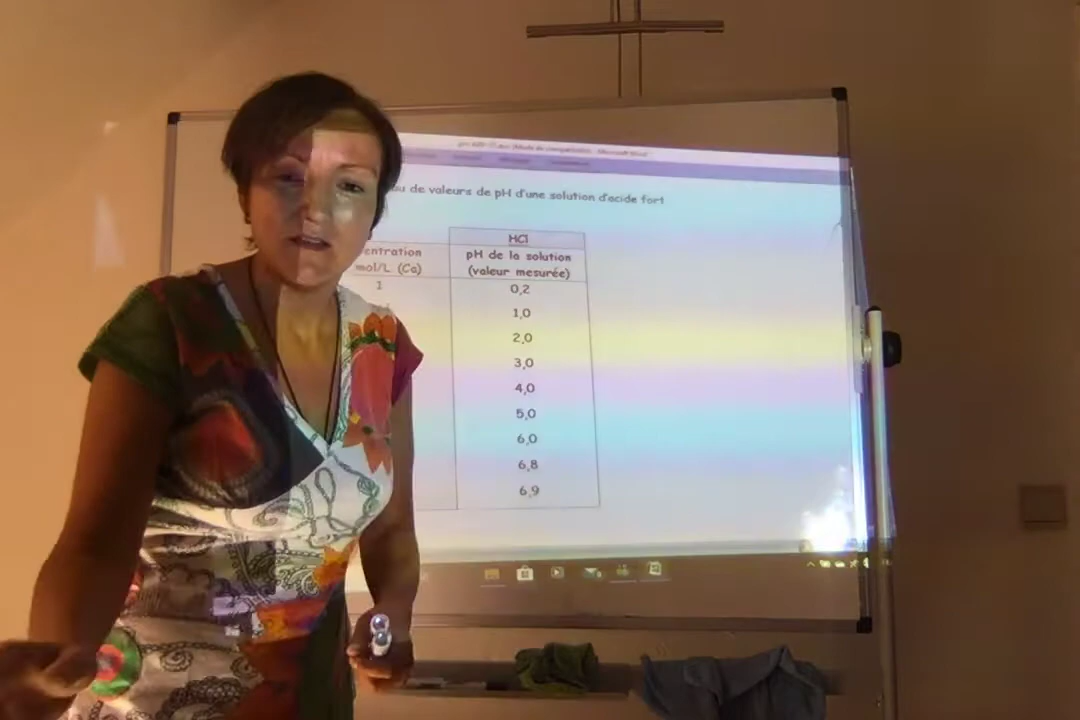 de valeurs de pH d'une solution d'acide fort
HCl
pH de la solution
mol/L (Ca)
(valeur mesurée)
1
0,2
1,0
2,0
3,0
4,0
5,0
6,0
6,8
6,9